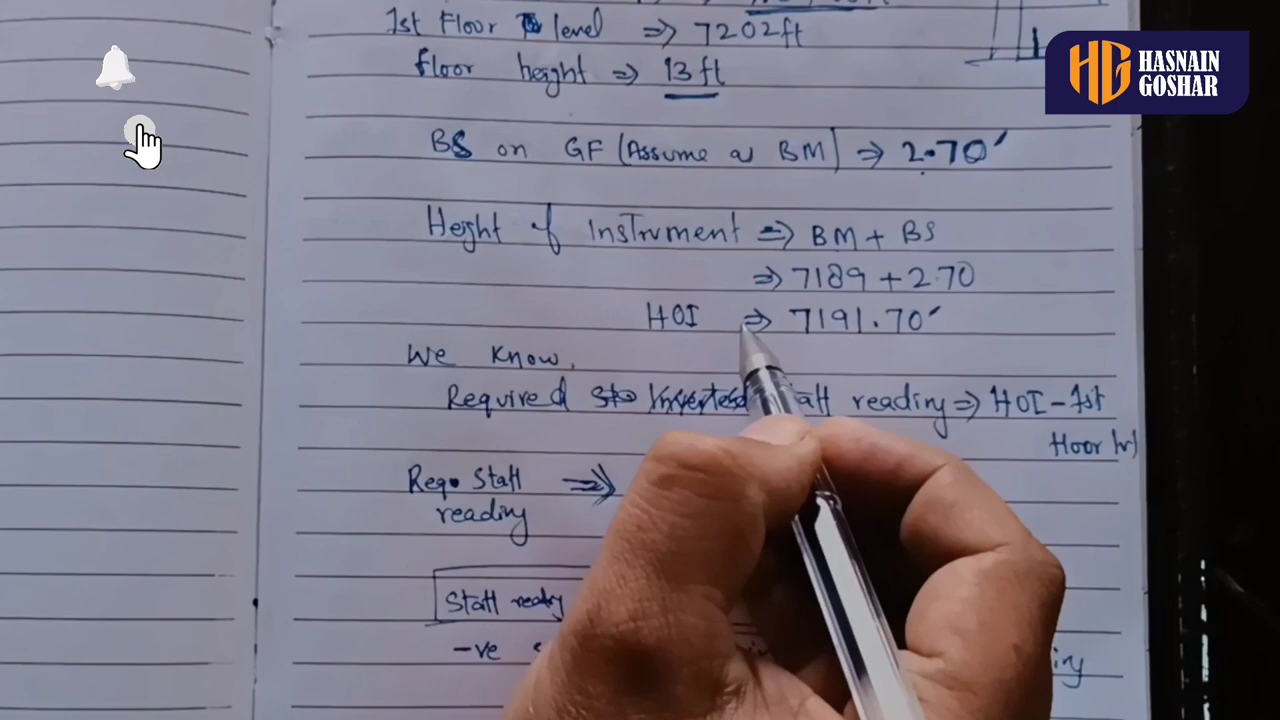 1st Floor level ⇒ 7202ft
floor height ⇒ 13 ft
HASNAIN
GOSHAR
BS on GF (Assume as BM) ⇒ 2.70′
Height of Instrument ⇒ BM + BS
⇒ 7189 + 2.70
HOI ⇒ 7191.70′
We Know,
Required Staff reading ⇒ HOI - 1st
floor lvl
Req. Staff ⇒
reading
Staff reading
-ve